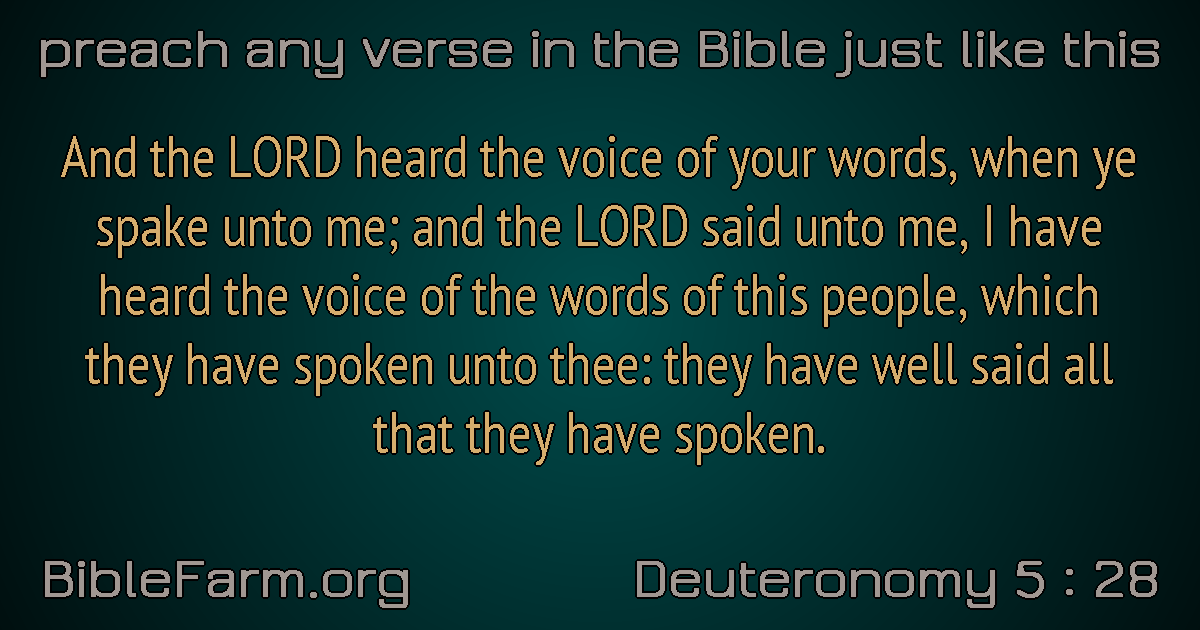 preach any verse in the Bible just like this
And the LORD heard the voice of your words, when ye
spake unto me; and the LORD said unto me, I have
heard the voice of the words of this people, which
they have spoken unto thee: they have well said all
that they have spoken.
BibleFarm.org
Deuteronomy 5 : 28